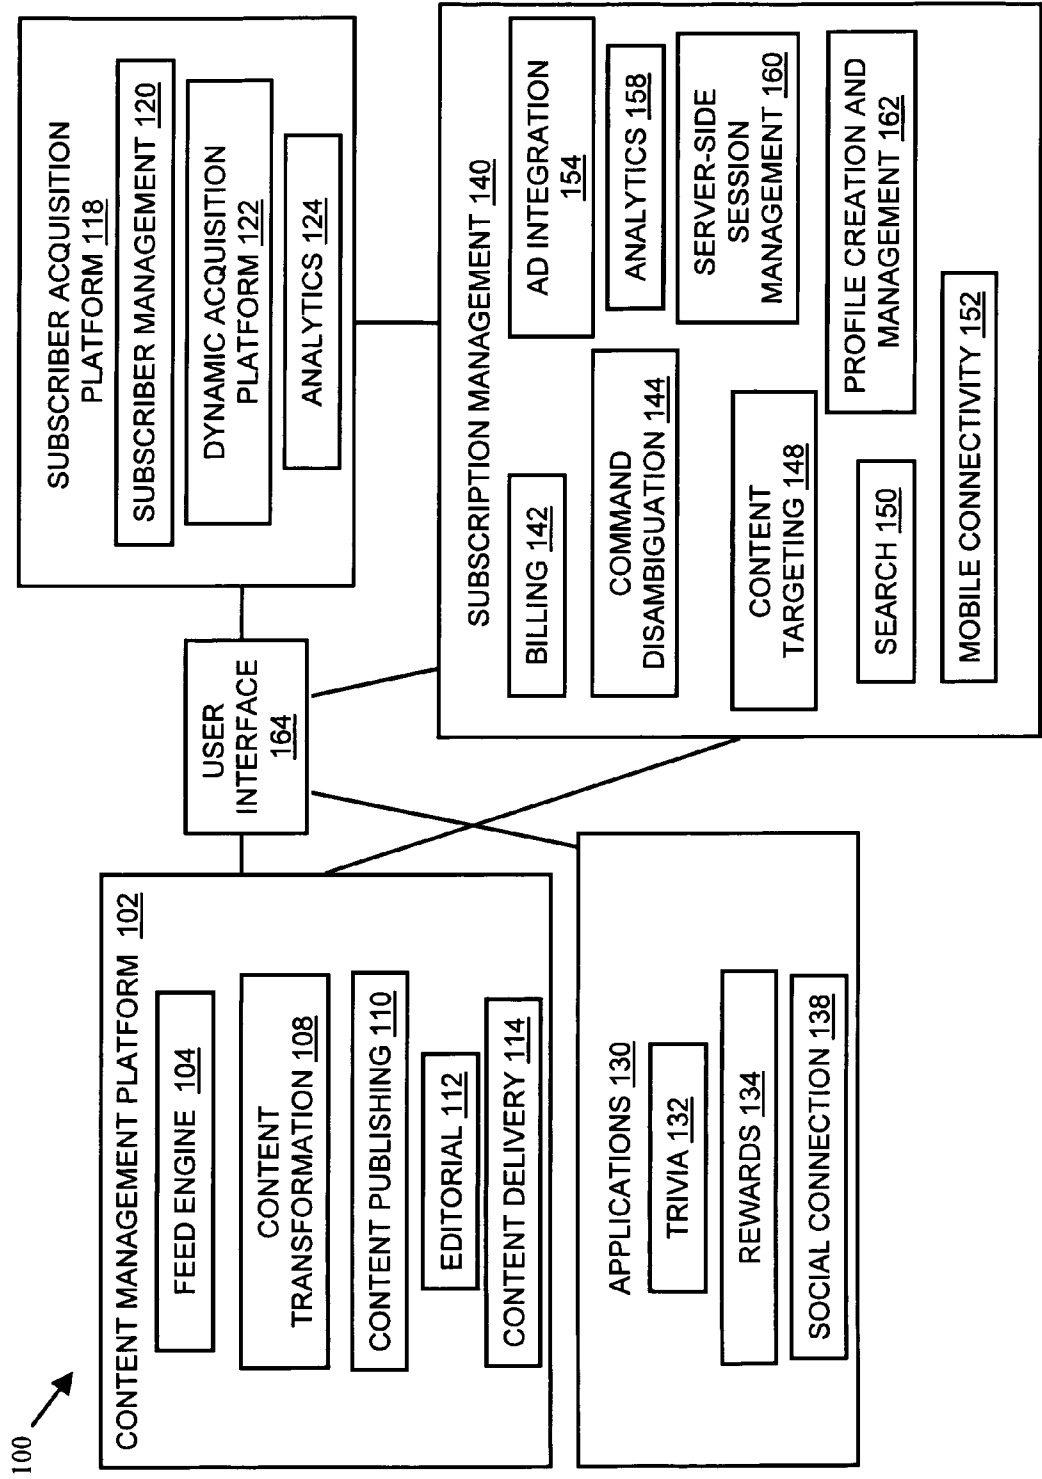 100
CONTENT MANAGEMENT PLATFORM 102
FEED ENGINE 104
CONTENT
TRANSFORMATION 108
CONTENT PUBLISHING 110
EDITORIAL 112
CONTENT DELIVERY 114
USER
INTERFACE
164
SUBSCRIBER ACQUISITION
PLATFORM 118
SUBSCRIBER MANAGEMENT 120
DYNAMIC ACQUISITION
PLATFORM 122
ANALYTICS 124
APPLICATIONS 130
TRIVIA 132
REWARDS 134
SOCIAL CONNECTION 138
SUBSCRIPTION MANAGEMENT 140
BILLING 142
COMMAND
DISAMBIGUATION 144
CONTENT
TARGETING 148
SEARCH 150
MOBILE CONNECTIVITY 152
AD INTEGRATION
154
ANALYTICS 158
SERVER-SIDE
SESSION
MANAGEMENT 160
PROFILE CREATION AND
MANAGEMENT 162